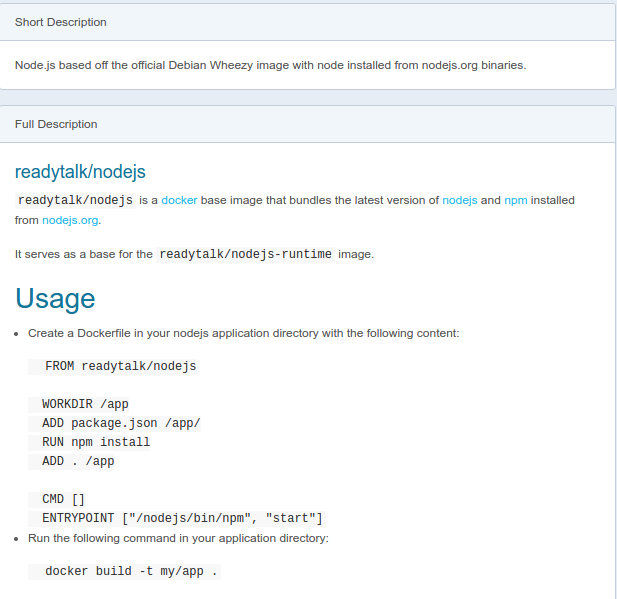 Short Description
Node.js based off the official Debian Wheezy image with node installed from nodejs.org binaries.
Full Description
readytalk/nodejs
readytalk/nodejs is a docker base image that bundles the latest version of nodejs and npm installed
from nodejs.org.
It serves as a base for the readytalk/nodejs-runtime image.
Usage
• Create a Dockerfile in your nodejs application directory with the following content:
FROM readytalk/nodejs
WORKDIR /app
ADD package.json /app/
RUN npm install
ADD . /app
CMD []
ENTRYPOINT ["/nodejs/bin/npm", "start"]
• Run the following command in your application directory:
docker build -t my/app .